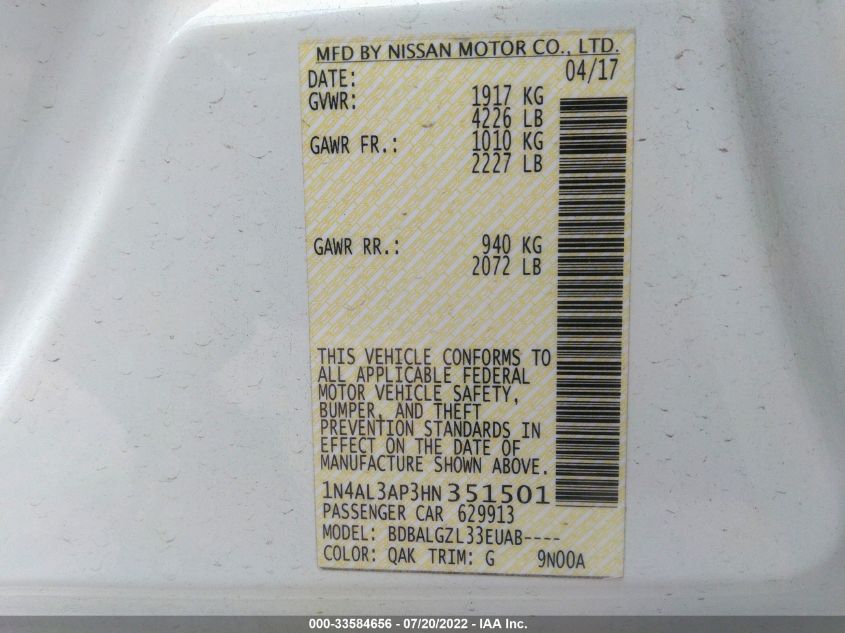 MFD BY NISSAN MOTOR CO., LTD.
DATE: 04/17
GVWR: 1917 KG
4226 LB
GAWR FR.: 1010 KG
2227 LB
GAWR RR.: 940 KG
2072 LB
THIS VEHICLE CONFORMS TO
ALL APPLICABLE FEDERAL
MOTOR VEHICLE SAFETY,
BUMPER, AND THEFT
PREVENTION STANDARDS IN
EFFECT ON THE DATE OF
MANUFACTURE SHOWN ABOVE.
1N4AL3AP3HN351501
PASSENGER CAR 629913
MODEL: BDBALGZL33EUAB----
COLOR: QAK TRIM: G 9N00A
000-33584656 - 07/20/2022 - IAA Inc.